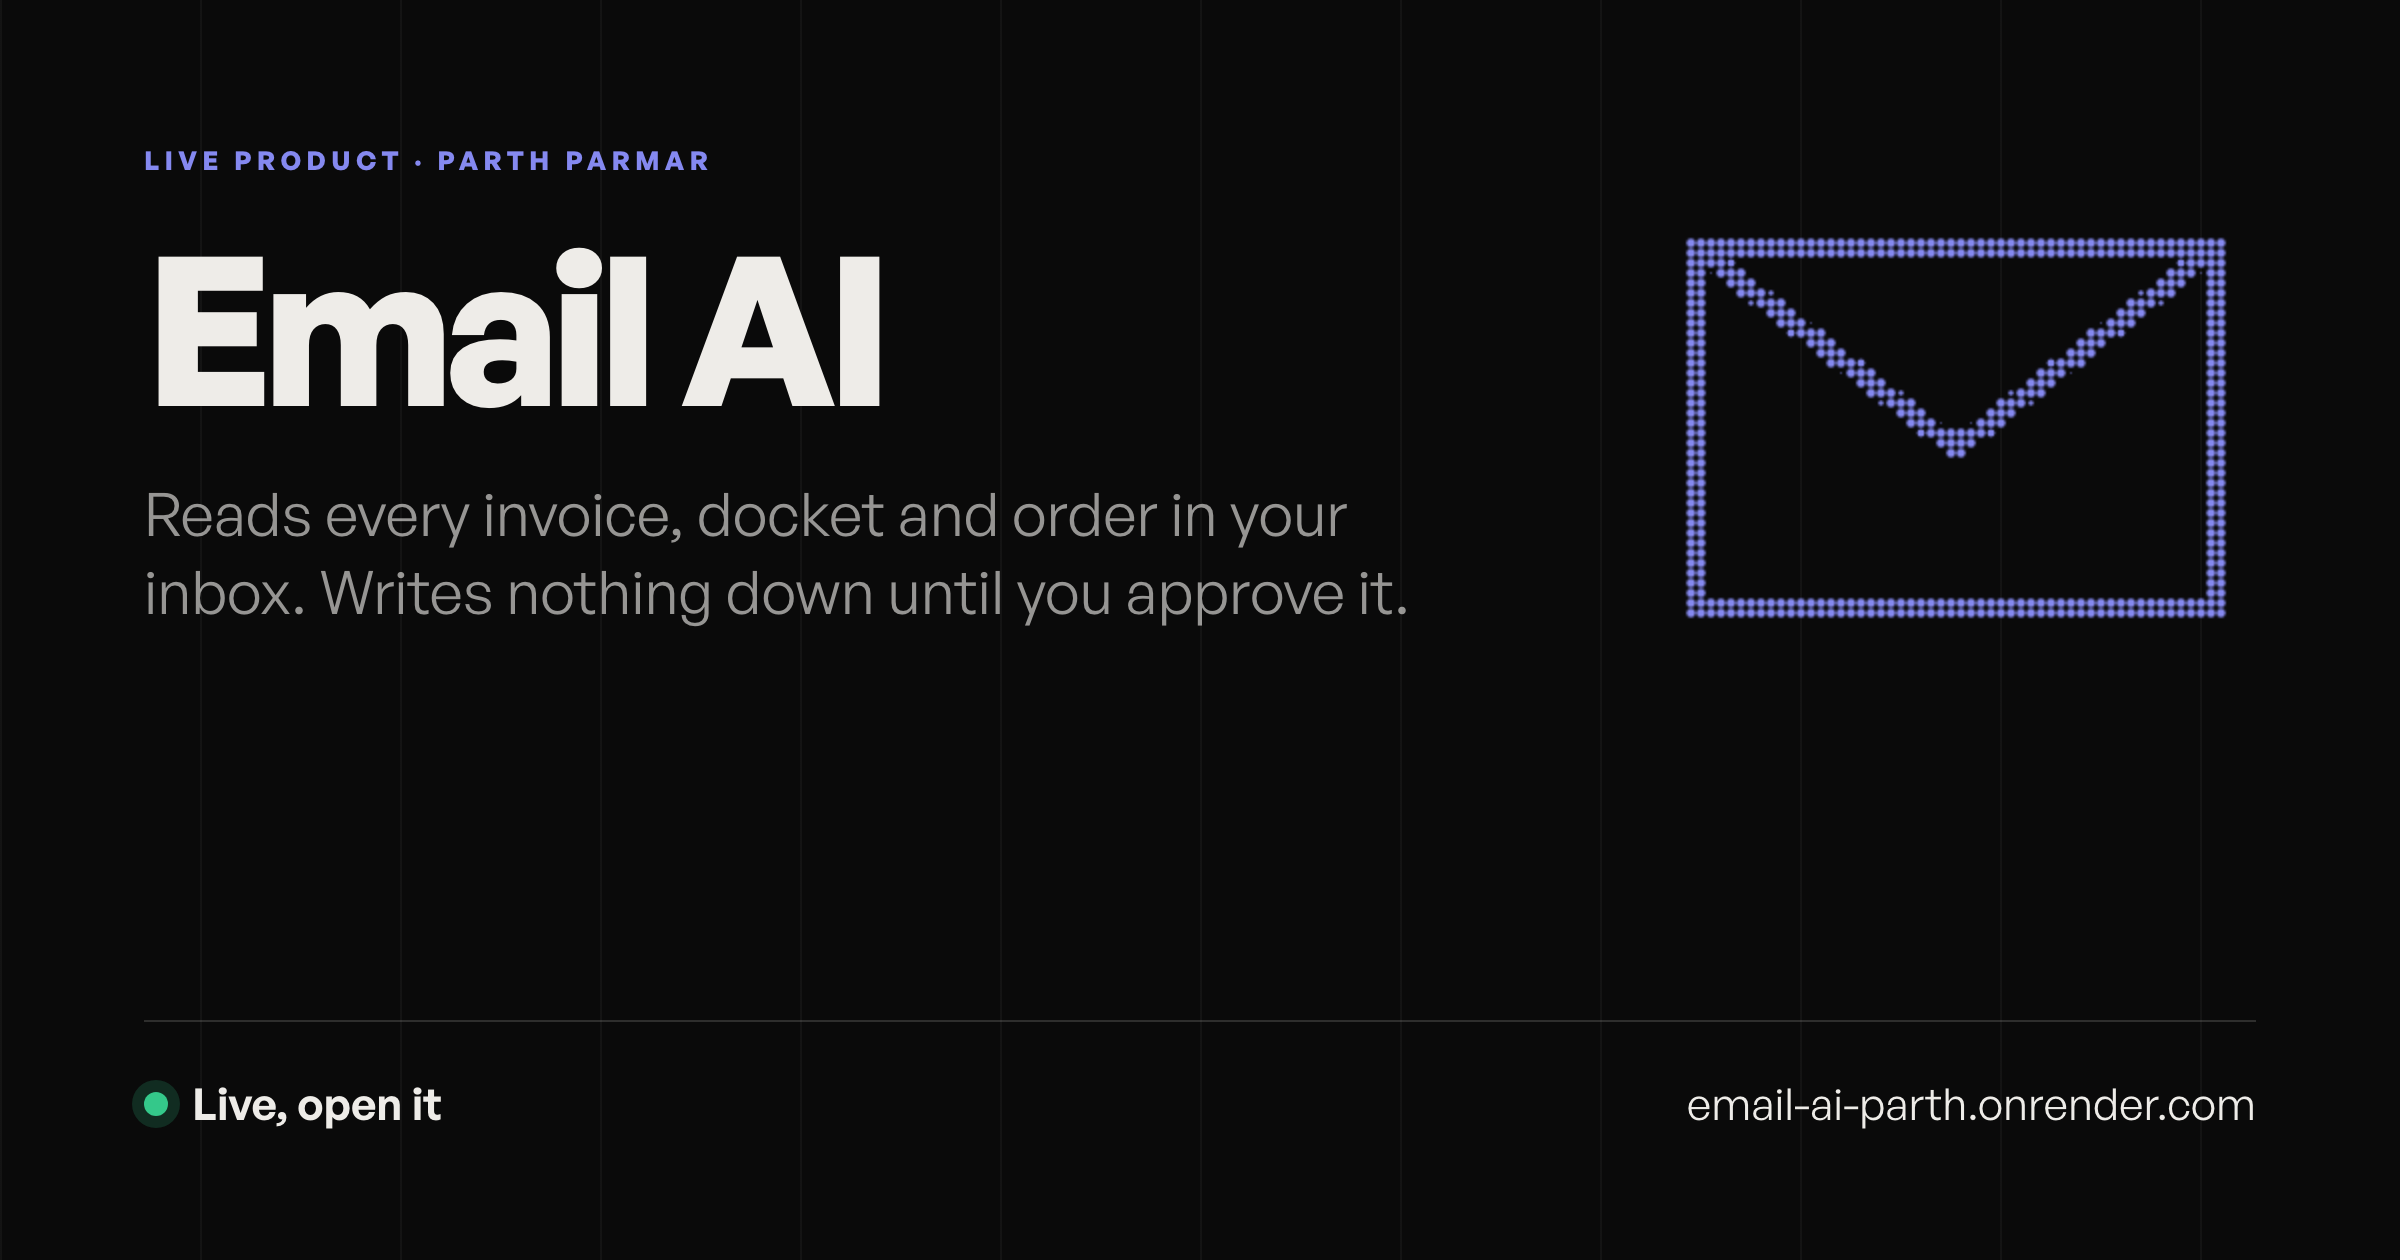 LIVE PRODUCT · PARTH PARMAR
Email AI
Reads every invoice, docket and order in your
inbox. Writes nothing down until you approve it.
Live, open it
email-ai-parth.onrender.com